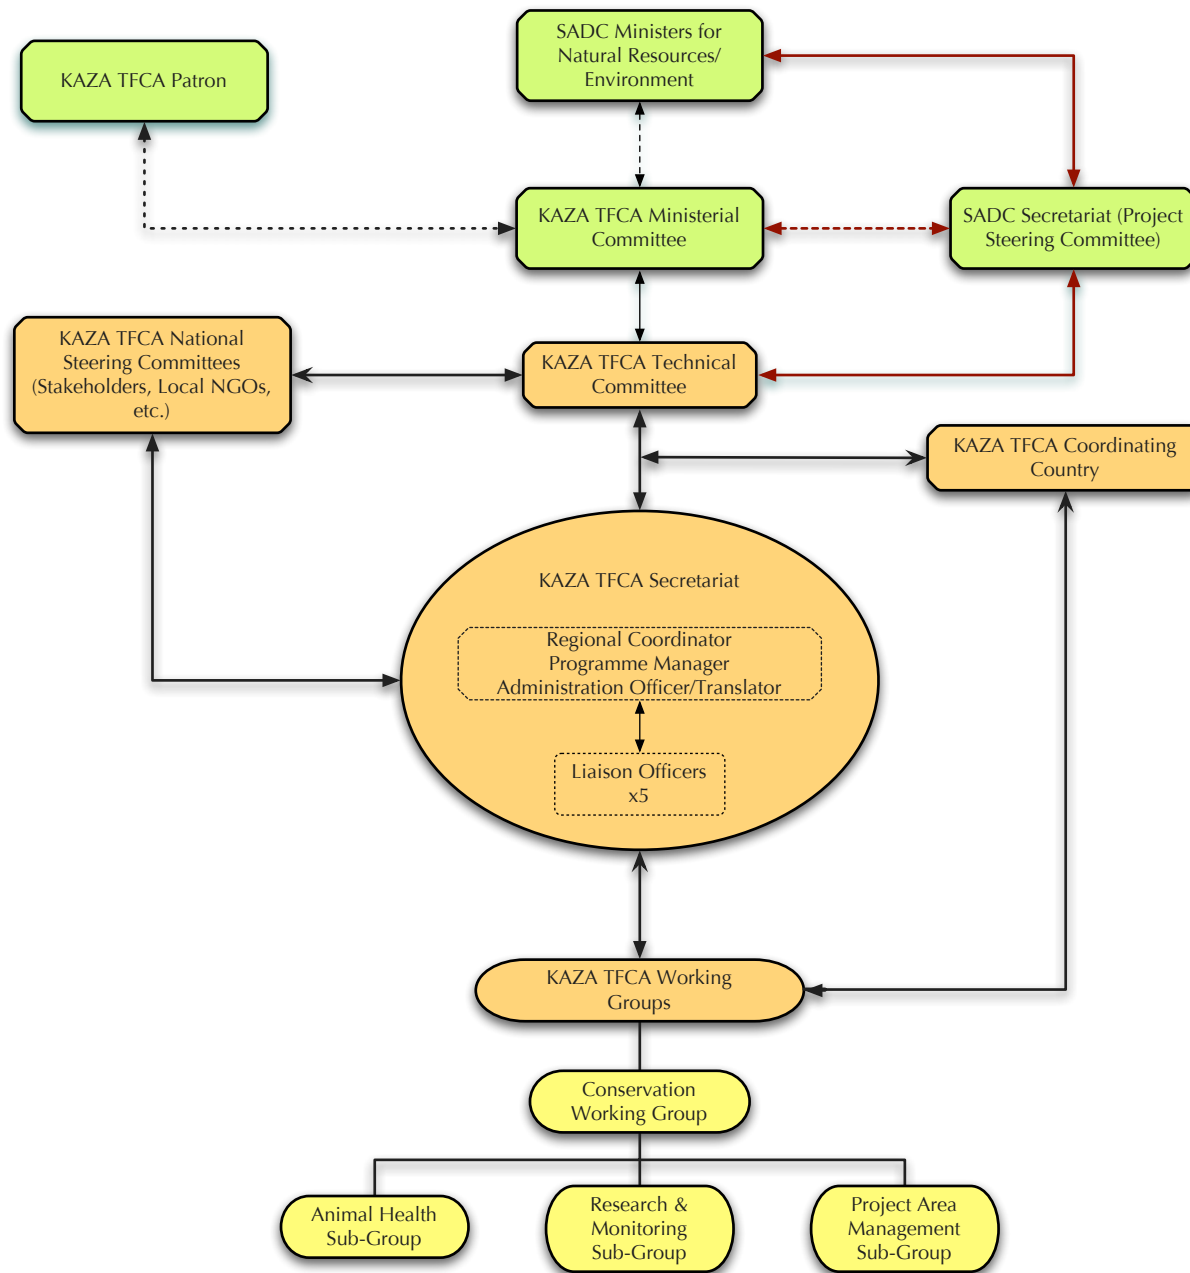 SADC Ministers for
Natural Resources/
Environment
KAZA TFCA Patron
KAZA TFCA Ministerial
Committee
SADC Secretariat (Project
Steering Committee)
KAZA TFCA National
Steering Committees
(Stakeholders, Local NGOs,
etc.)
KAZA TFCA Technical
Committee
KAZA TFCA Coordinating
Country
KAZA TFCA Secretariat
Regional Coordinator
Programme Manager
Administration Officer/Translator
Liaison Officers
x5
KAZA TFCA Working
Groups
Conservation
Working Group
Animal Health
Sub-Group
Research &
Monitoring
Sub-Group
Project Area
Management
Sub-Group